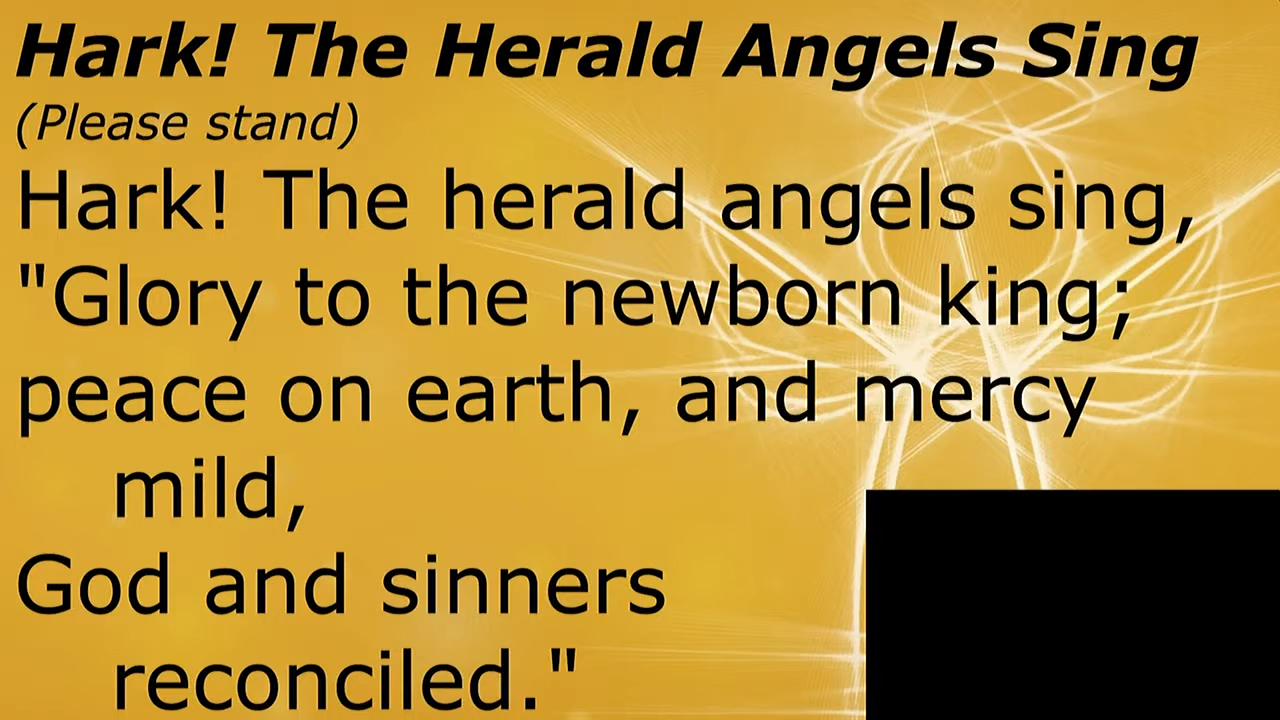 Hark! The Herald Angels Sing
(Please stand)
Hark! The herald angels sing,
"Glory to the newborn king;
peace on earth, and mercy
mild,
God and sinners
reconciled."